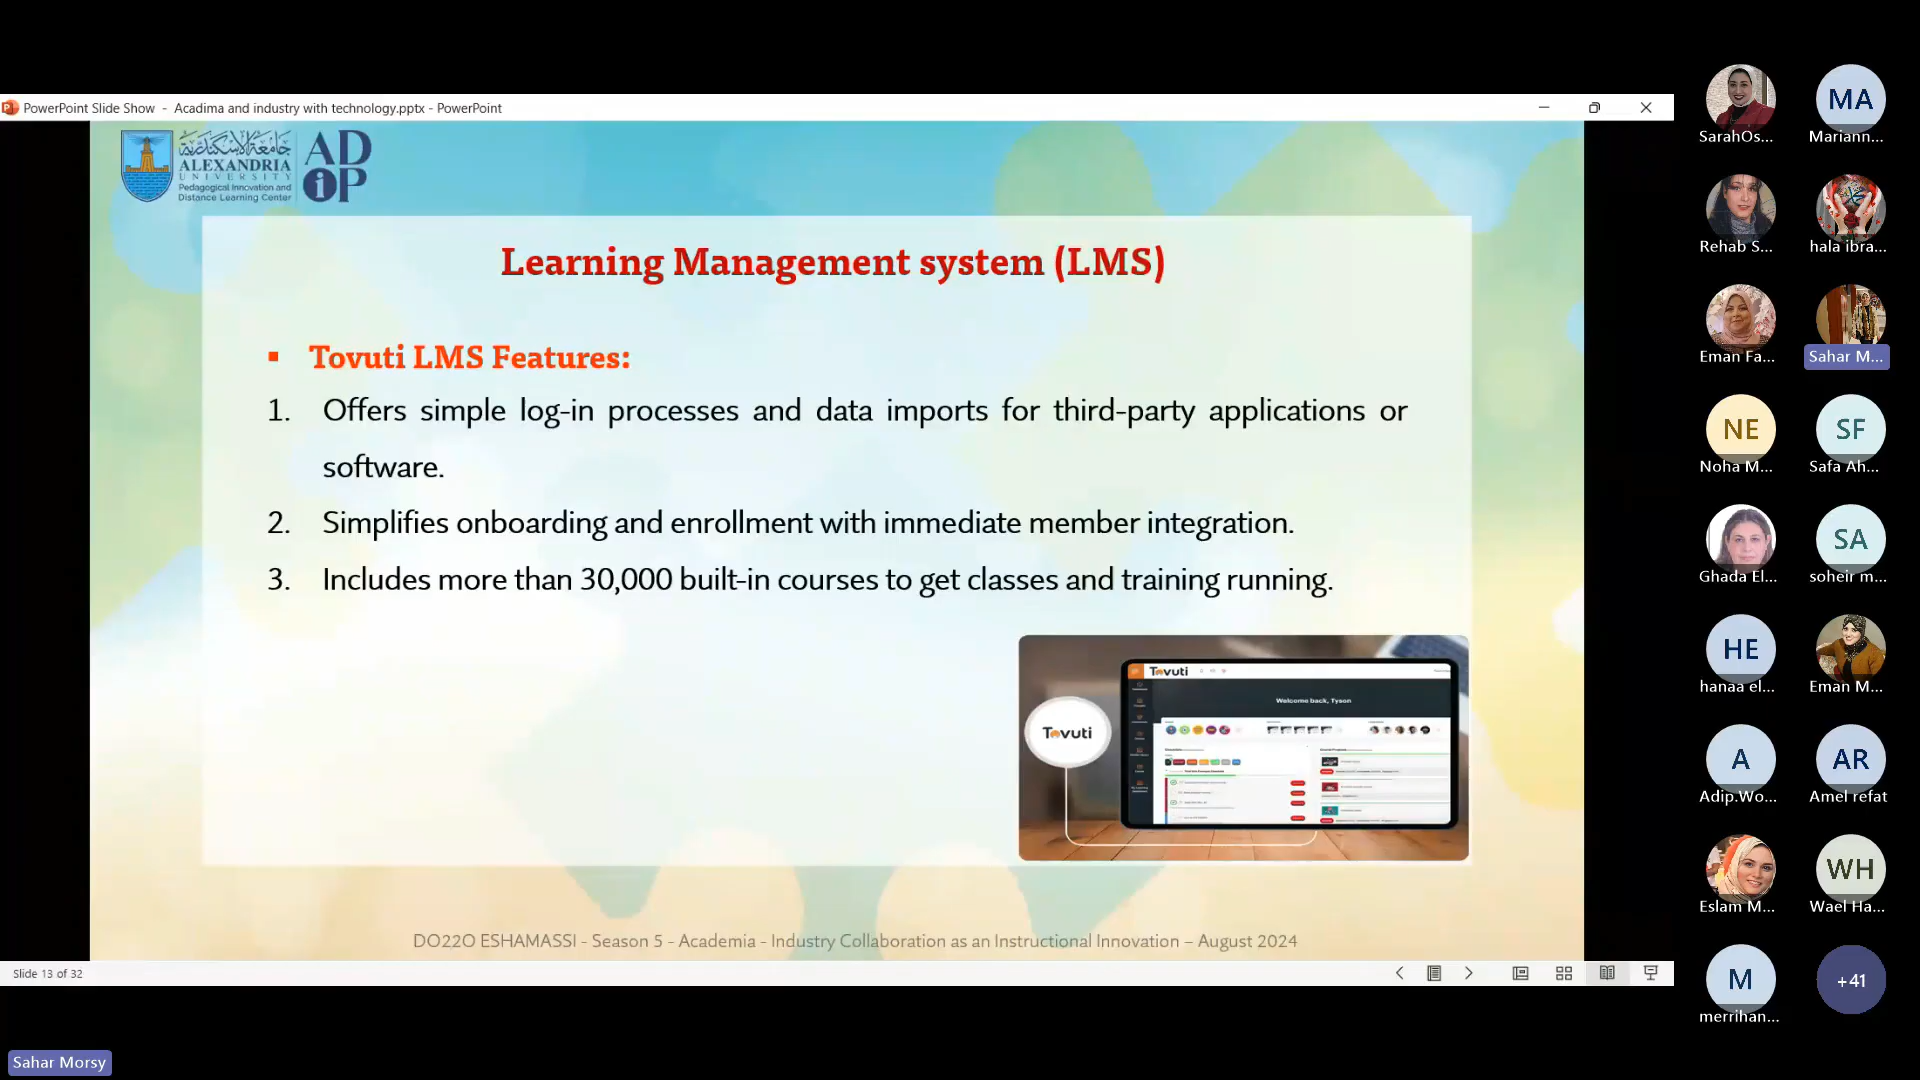 PowerPoint Slide Show - Acadima and industry with technology.pptx - PowerPoint
جامعة الإسكندرية
ALEXANDRIA
UNIVERSITY
Pedagogical Innovation and
Distance Learning Center
AD
iP
Learning Management system (LMS)
Tovuti LMS Features:
1. Offers simple log-in processes and data imports for third-party applications or
software.
2. Simplifies onboarding and enrollment with immediate member integration.
3. Includes more than 30,000 built-in courses to get classes and training running.
Tovuti
Tovuti
Welcome back, Tyson
DO22O ESHAMASSI - Season 5 - Academia - Industry Collaboration as an Instructional Innovation – August 2024
Slide 13 of 32
Sahar Morsy
SarahOs...
MA
Mariann...
Rehab S...
hala ibra...
Eman Fa...
Sahar M...
NE
Noha M...
SF
Safa Ah...
Ghada El...
SA
soheir m...
HE
hanaa el...
Eman M...
A
Adip.Wo...
AR
Amel refat
Eslam M...
WH
Wael Ha...
M
merrihan...
+41